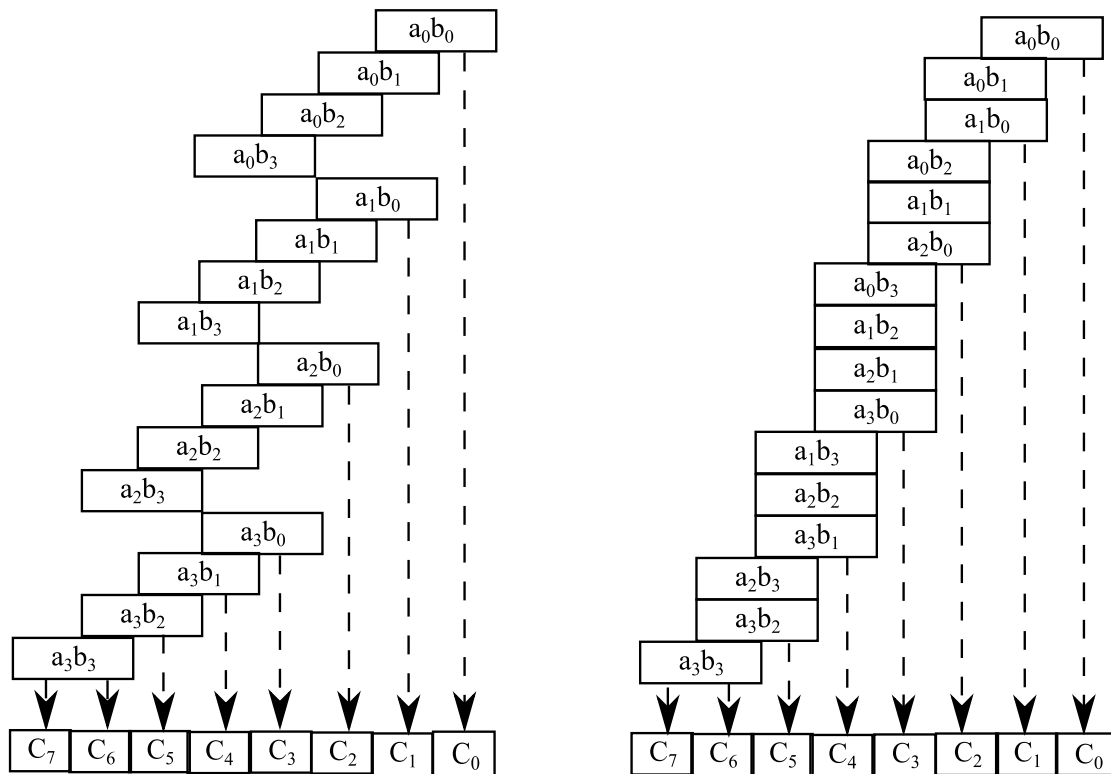 a₀b₀
a₀b₁
a₀b₂
a₀b₃
a₁b₀
a₁b₁
a₁b₂
a₁b₃
a₂b₀
a₂b₁
a₂b₂
a₂b₃
a₃b₀
a₃b₁
a₃b₂
a₃b₃
C₇ C₆ C₅ C₄ C₃ C₂ C₁ C₀
a₀b₀
a₀b₁
a₁b₀
a₀b₂
a₁b₁
a₂b₀
a₀b₃
a₁b₂
a₂b₁
a₃b₀
a₁b₃
a₂b₂
a₃b₁
a₂b₃
a₃b₂
a₃b₃
C₇ C₆ C₅ C₄ C₃ C₂ C₁ C₀